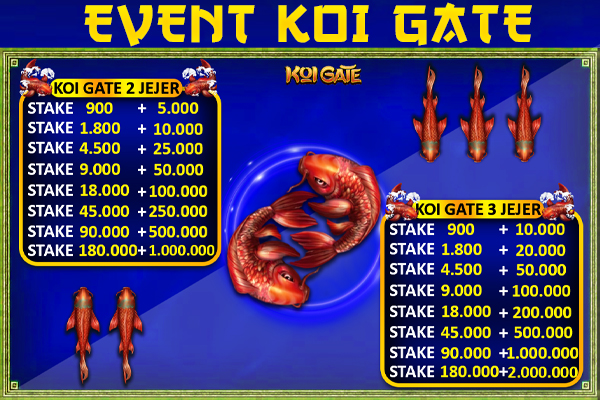 EVENT KOI GATE
KOI GATE
KOI GATE 2 JEJER
STAKE 900 + 5.000
STAKE 1.800 + 10.000
STAKE 4.500 + 25.000
STAKE 9.000 + 50.000
STAKE 18.000 +100.000
STAKE 45.000 +250.000
STAKE 90.000 +500.000
STAKE 180.000+ 1.000.000
KOI GATE 3 JEJER
STAKE 900 + 10.000
STAKE 1.800 + 20.000
STAKE 4.500 + 50.000
STAKE 9.000 + 100.000
STAKE 18.000 + 200.000
STAKE 45.000 + 500.000
STAKE 90.000 +1.000.000
STAKE 180.000+2.000.000